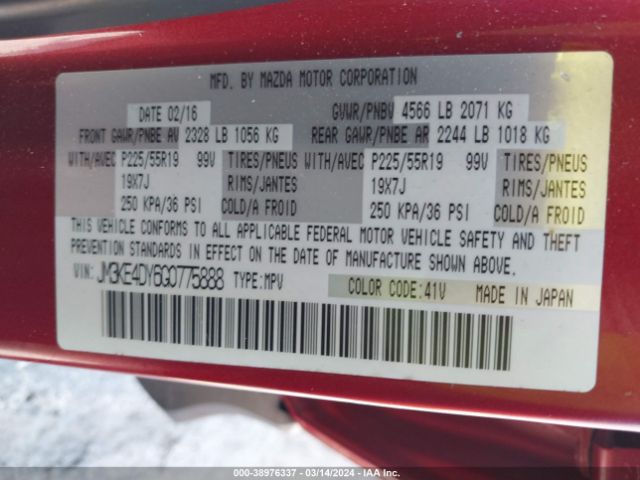 MFD. BY MAZDA MOTOR CORPORATION
DATE 02/16 GVWR/PNBV 4566 LB 2071 KG
FRONT GAWR/PNBE AV 2328 LB 1056 KG REAR GAWR/PNBE AR 2244 LB 1018 KG
WITH/AVEC P225/55R19 99V TIRES/PNEUS WITH/AVEC P225/55R19 99V TIRES/PNEUS
19X7J RIMS/JANTES 19X7J RIMS/JANTES
250 KPA/36 PSI COLD/A FROID 250 KPA/36 PSI COLD/A FROID
THIS VEHICLE CONFORMS TO ALL APPLICABLE FEDERAL MOTOR VEHICLE SAFETY AND THEFT
PREVENTION STANDARDS IN EFFECT ON THE DATE OF MANUFACTURE SHOWN ABOVE.
VIN: JM3KE4DY6G0775888 TYPE:MPV COLOR CODE:41V MADE IN JAPAN
000-38976337 - 03/14/2024 - IAA Inc.